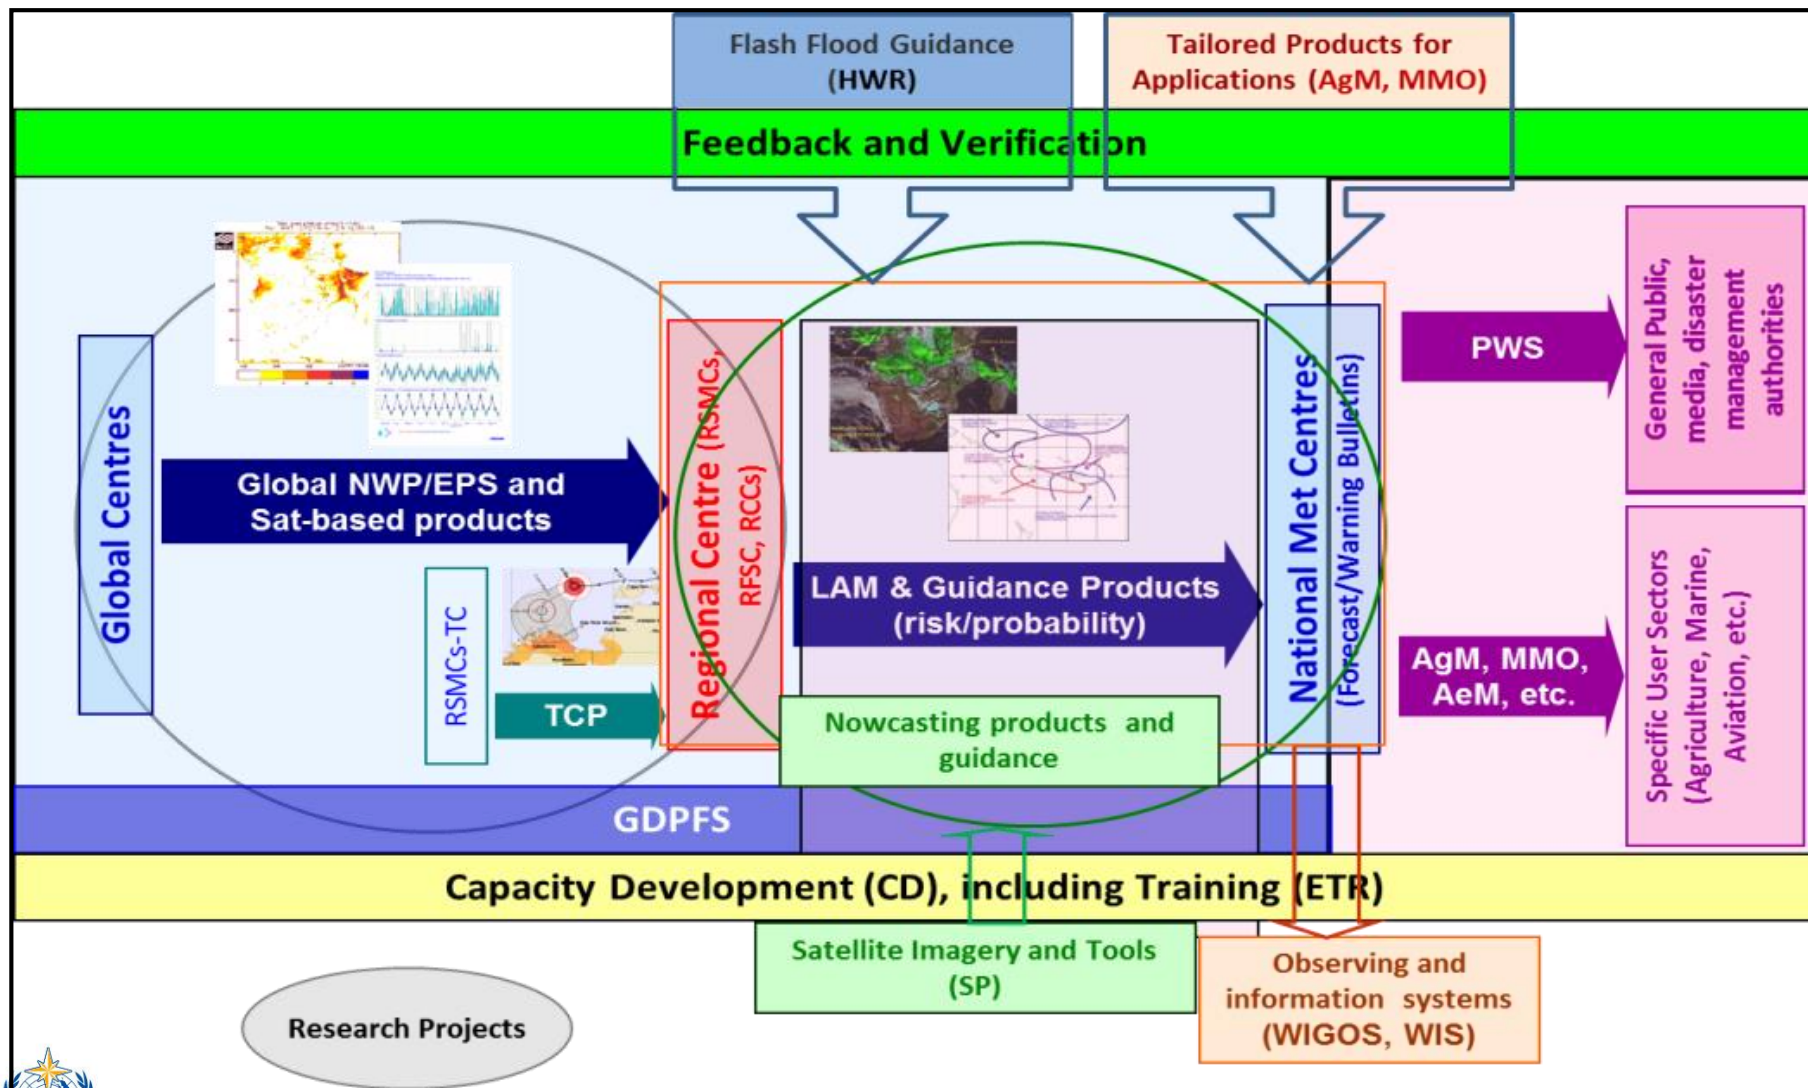 Flash Flood Guidance
(HWR)
Tailored Products for
Applications (AgM, MMO)
Feedback and Verification
Global Centres
Global NWP/EPS and
Sat-based products
RSMCs-TC
TCP
Regional Centre (RSMCs,
RFSC, RCCs)
LAM & Guidance Products
(risk/probability)
Nowcasting products and
guidance
National Met Centres
(Forecast/Warning Bulletins)
PWS
General Public,
media, disaster
management
authorities
AgM, MMO,
AeM, etc.
Specific User Sectors
(Agriculture, Marine,
Aviation, etc.)
GDPFS
Capacity Development (CD), including Training (ETR)
Satellite Imagery and Tools
(SP)
Observing and
information systems
(WIGOS, WIS)
Research Projects